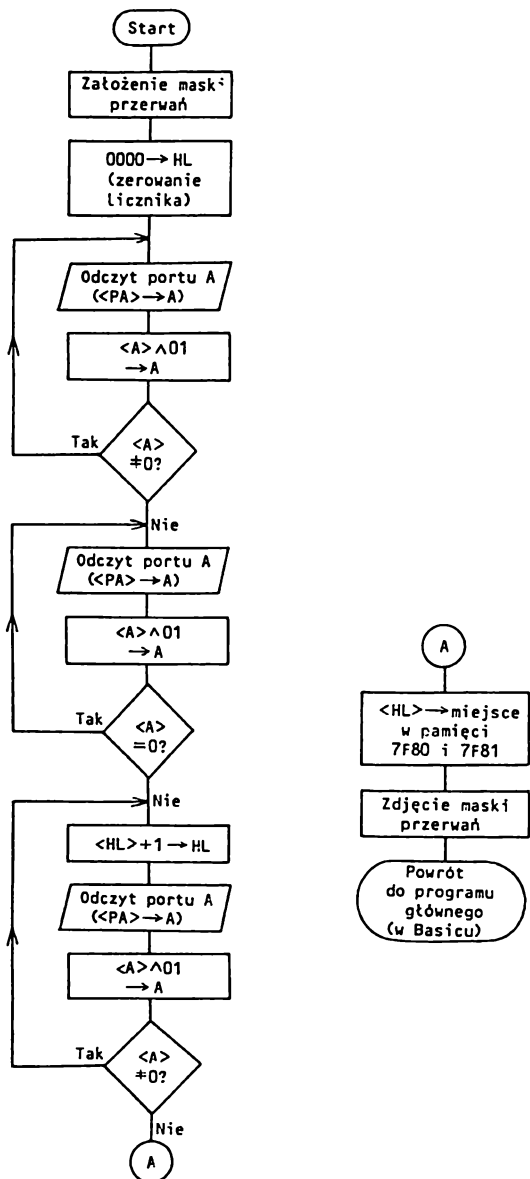 Start
Założenie maski
przerwań
0000→HL
(zerowanie
licznika)
Odczyt portu A
(<PA>→A)
<A>∧01
→A
Tak
<A>
≠0?
Nie
Odczyt portu A
(<PA>→A)
<A>∧01
→A
Tak
<A>
=0?
Nie
<HL>+1→HL
Odczyt portu A
(<PA>→A)
<A>∧01
→A
Tak
<A>
≠0?
Nie
A
A
<HL>→miejsce
w pamięci
7F80 i 7F81
Zdjęcie maski
przerwań
Powrót
do programu
głównego
(w Basicu)